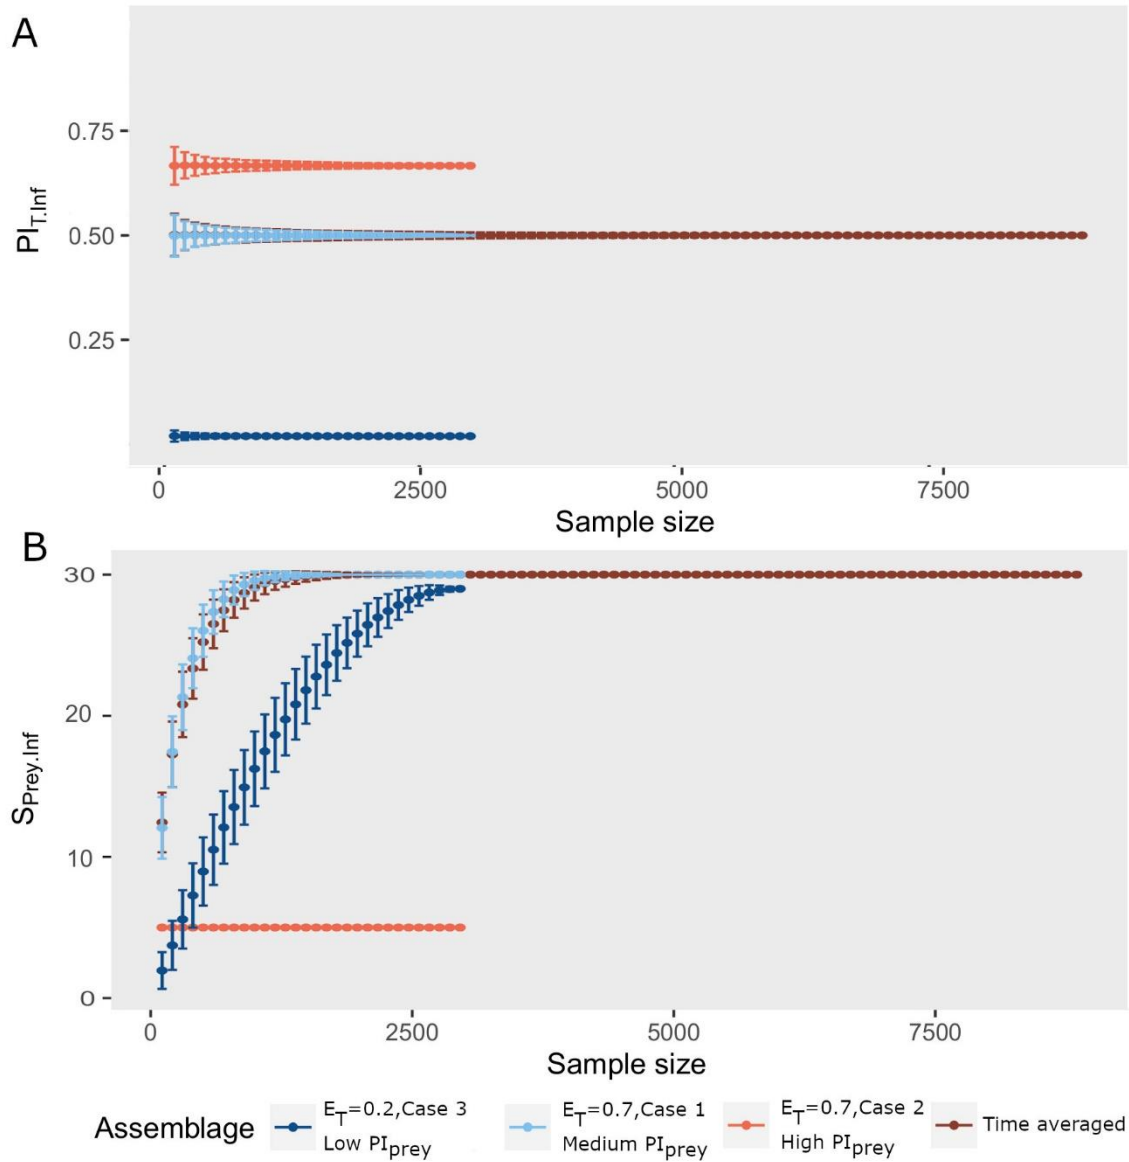 A
0.75
0.50
0.25
PI_T.Inf
0
2500
5000
7500
Sample size
B
30
20
10
0
S_Prey.Inf
0
2500
5000
7500
Sample size
Assemblage
E_T=0.2,Case 3
Low PI_prey
E_T=0.7,Case 1
Medium PI_prey
E_T=0.7,Case 2
High PI_prey
Time averaged